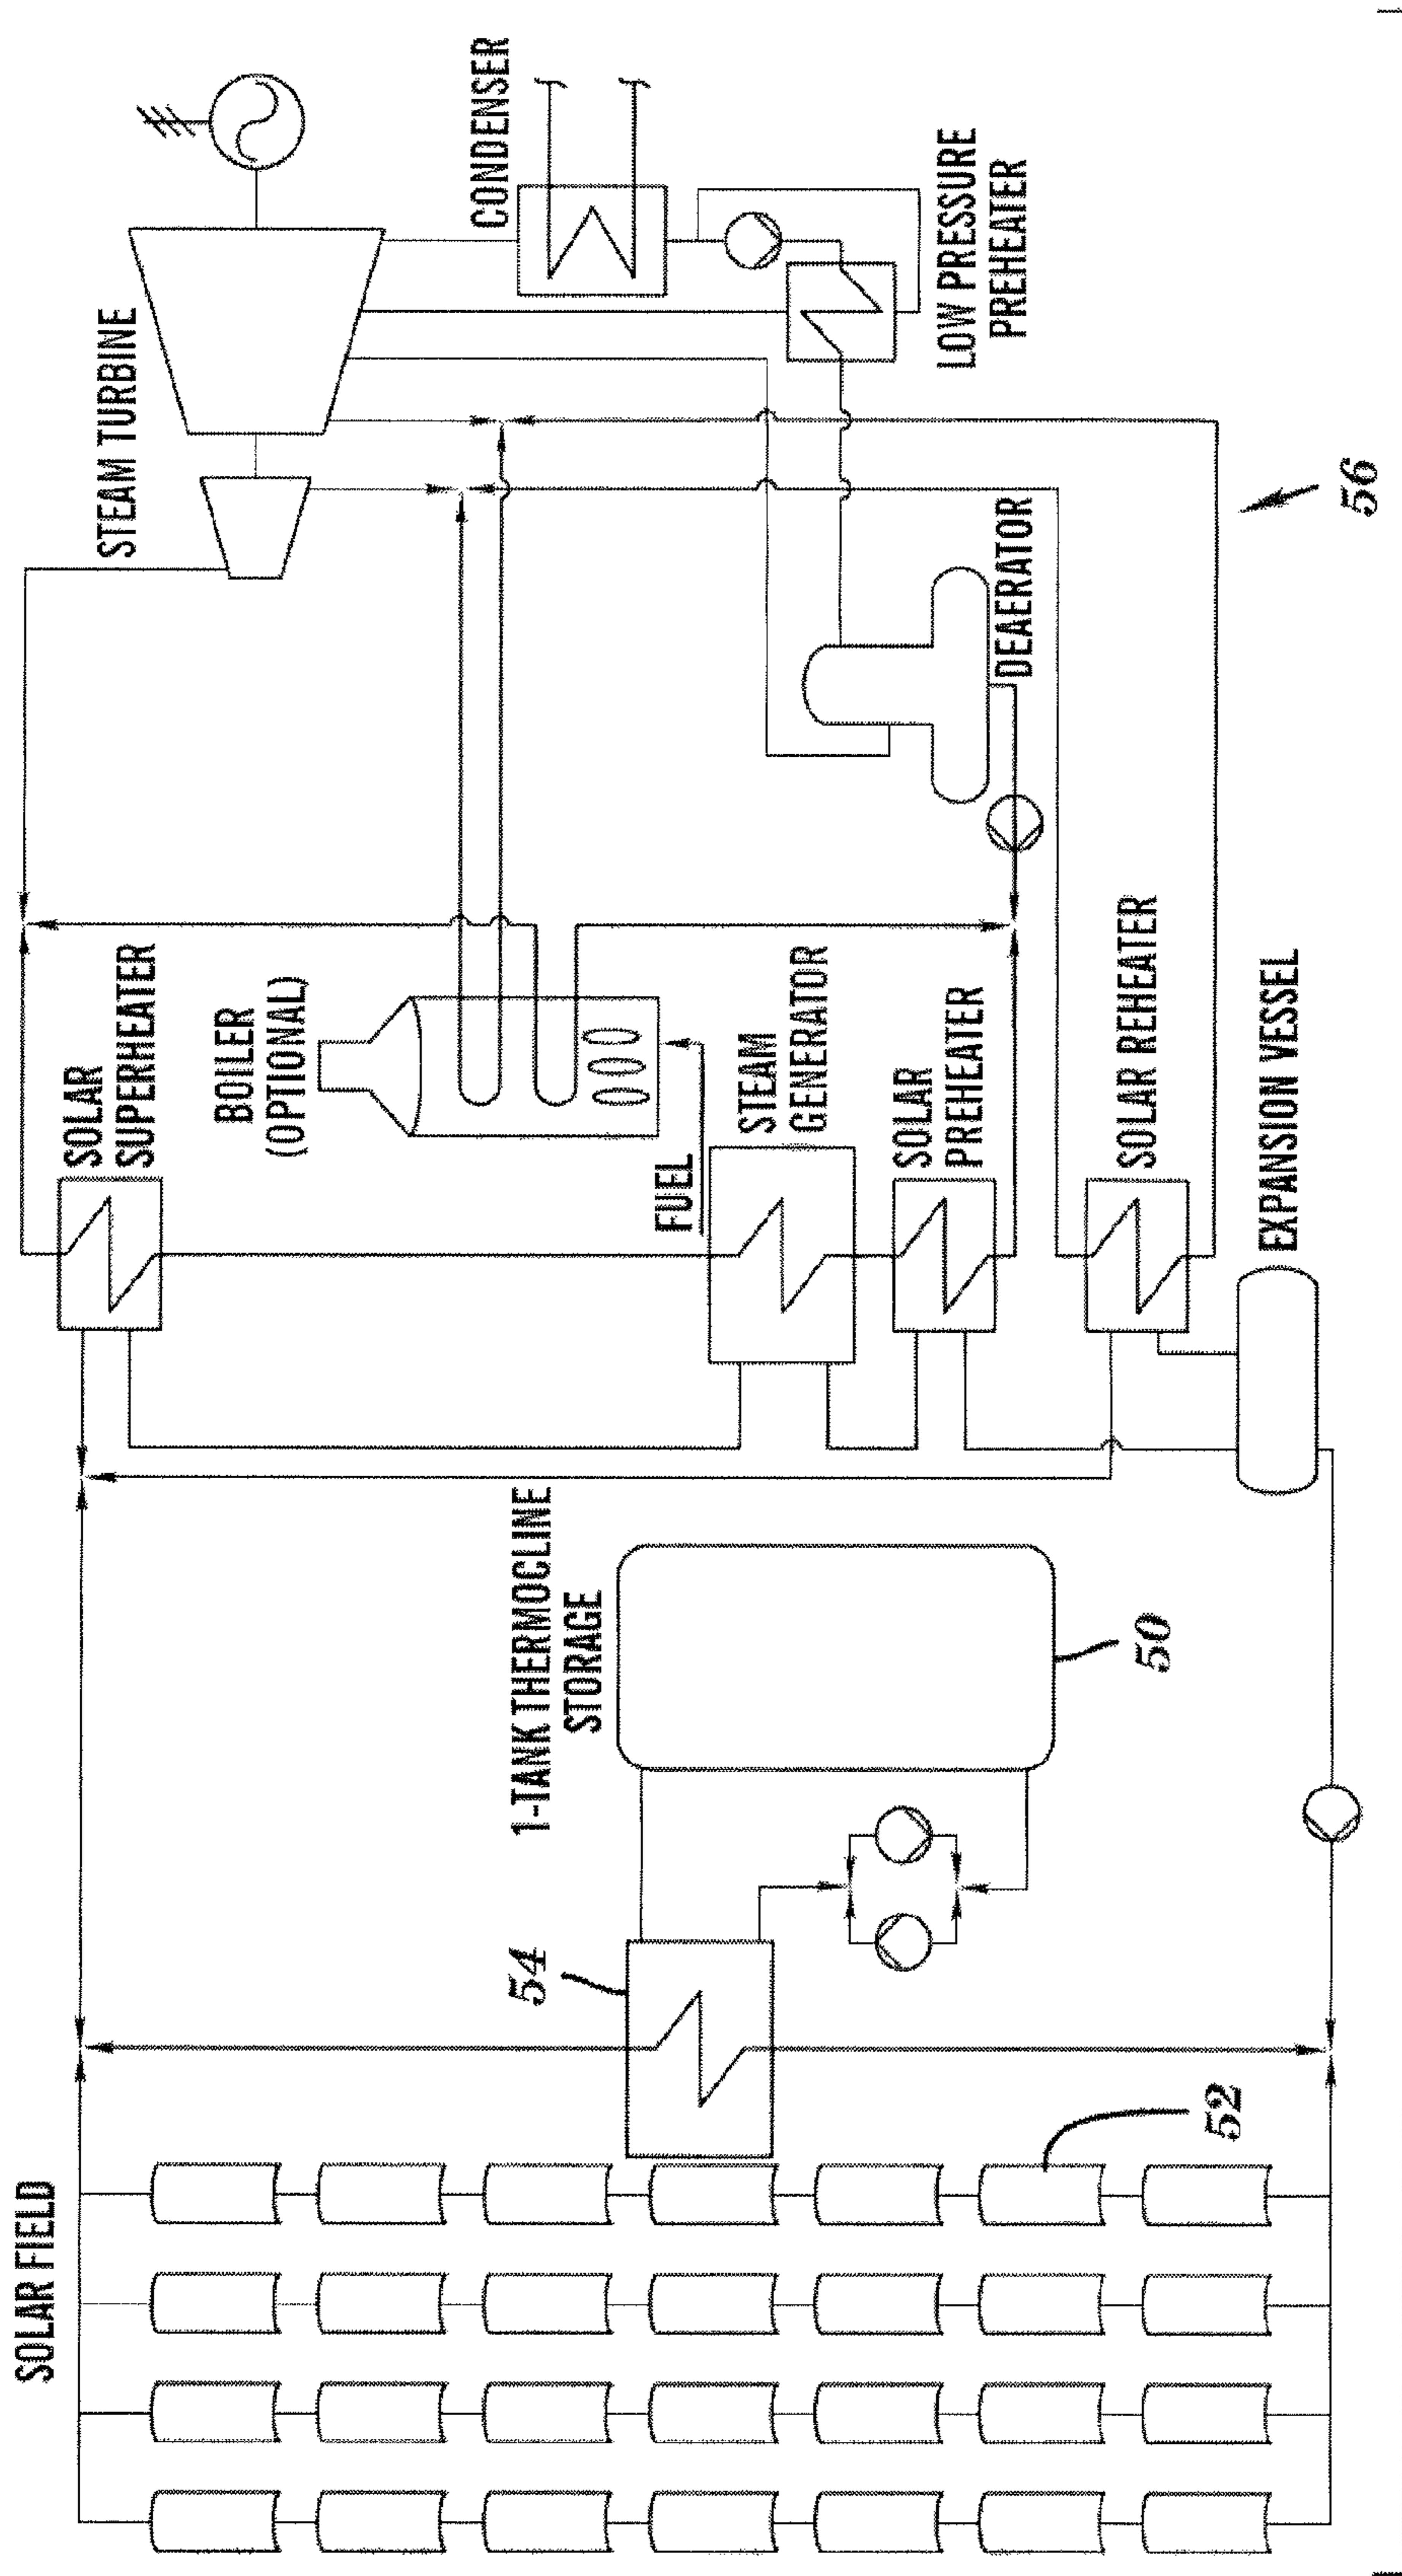 SOLAR FIELD
52
54
1-TANK THERMOCLINE
STORAGE
50
SOLAR
SUPERHEATER
BOILER
(OPTIONAL)
FUEL
STEAM
GENERATOR
SOLAR
PREHEATER
SOLAR REHEATER
EXPANSION VESSEL
STEAM TURBINE
CONDENSER
LOW PRESSURE
PREHEATER
DEAERATOR
56